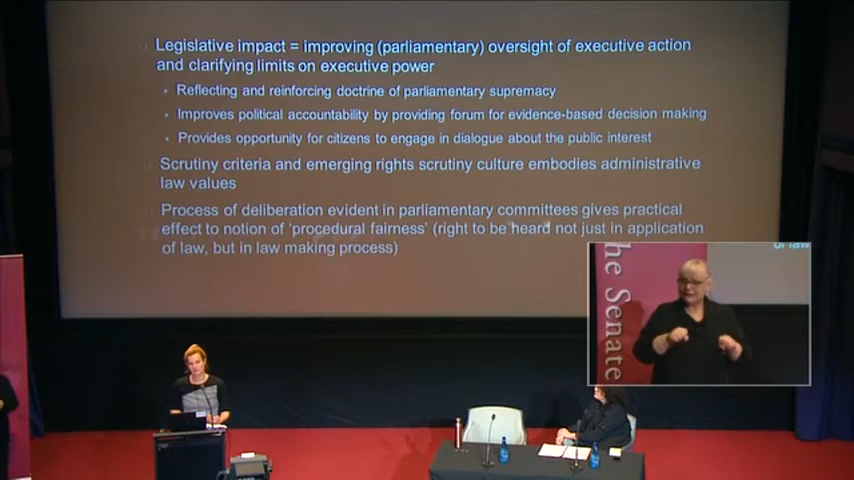 Legislative impact = improving (parliamentary) oversight of executive action
and clarifying limits on executive power
Reflecting and reinforcing doctrine of parliamentary supremacy
Improves political accountability by providing forum for evidence-based decision making
Provides opportunity for citizens to engage in dialogue about the public interest
Scrutiny criteria and emerging rights scrutiny culture embodies administrative
law values
Process of deliberation evident in parliamentary committees gives practical
effect to notion of 'procedural fairness' (right to be heard not just in application
of law, but in law making process)
of law
he Senate